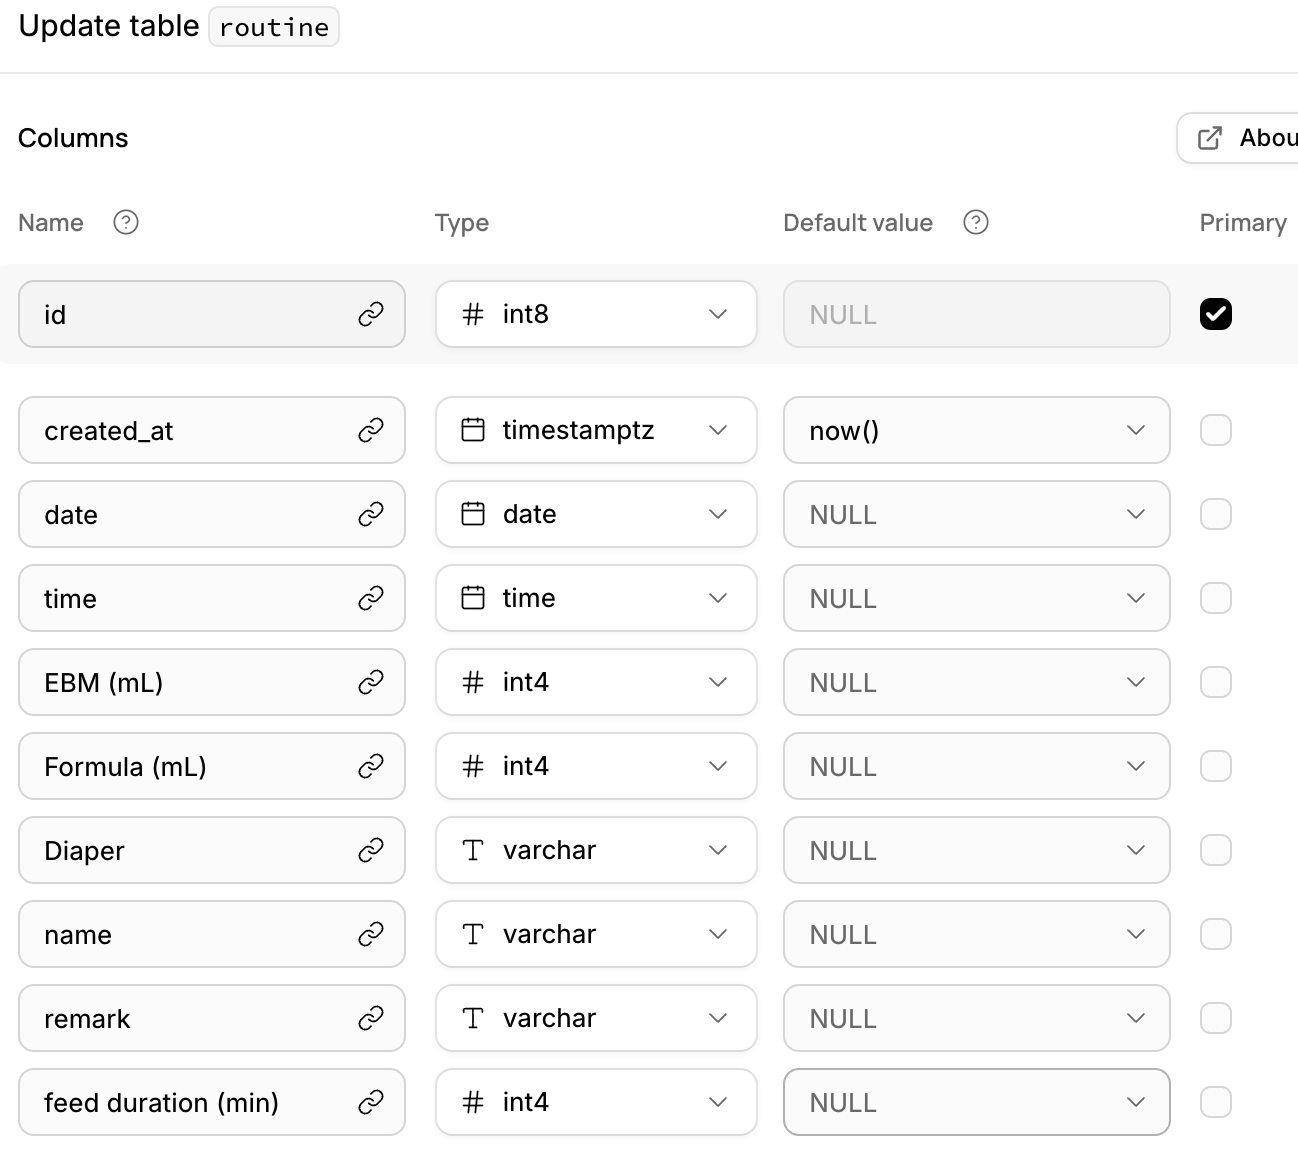 Update table routine
Columns
Abou
Name Type Default value Primary
id int8 NULL
created_at timestamptz now()
date date NULL
time time NULL
EBM (mL) int4 NULL
Formula (mL) int4 NULL
Diaper varchar NULL
name varchar NULL
remark varchar NULL
feed duration (min) int4 NULL